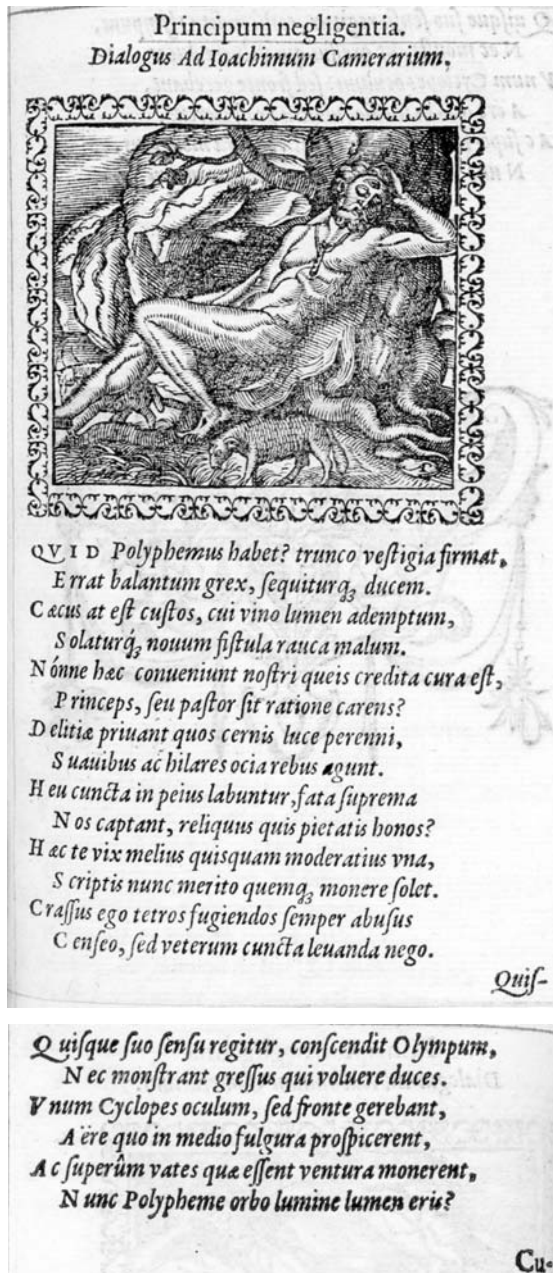 Principum negligentia.
Dialogus Ad Ioachimum Camerarium,
QVID Polyphemus habet? trunco veſtigia firmat,
Errat balantum grex, ſequiturqꝫ ducem.
Cæcus at eſt cuſtos, cui vino lumen ademptum,
Solaturq́ꝫ nouum fiſtula rauca malum.
Nónne hæc conueniunt noſtri queis credita cura eſt,
Princeps, ſeu paſtor ſit ratione carens?
Delitiæ priuant quos cernis luce perenni,
Suauibus ac hilares ocia rebus agunt.
Heu cuncta in peius labuntur, fata ſuprema
Nos captant, reliquus quis pietatis honos?
Hæc te vix melius quisquam moderatius vna,
Scriptis nunc merito quemqꝫ monere ſolet.
Craſſus ego tetros fugiendos ſemper abuſus
Cenſeo, ſed veterum cuncta leuanda nego.
Quiſ-
Quiſque ſuo ſenſu regitur, conſcendit Olympum,
Nec monſtrant greſſus qui voluere duces.
Vnum Cyclopes oculum, ſed fronte gerebant,
Aëre quo in medio fulgura proſpicerent,
Ac ſuperûm vates quæ eſſent ventura monerent,
Nunc Polypheme orbo lumine lumen eris?
Cu-